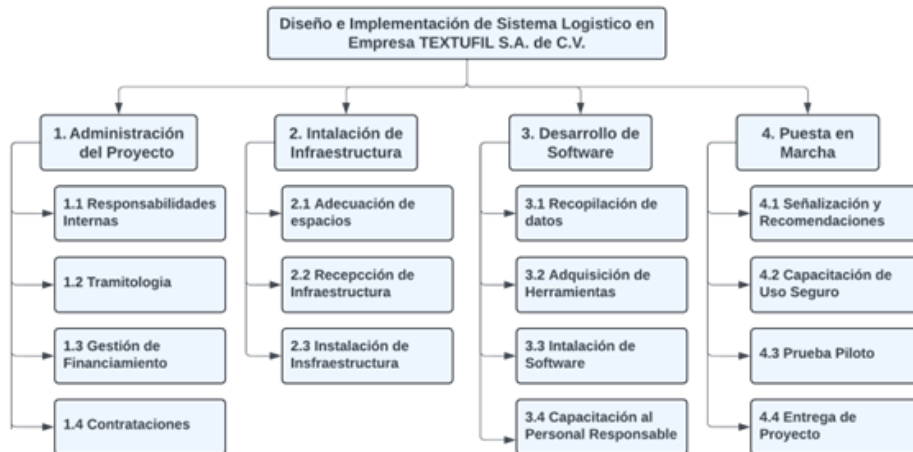 Diseño e Implementación de Sistema Logistico en
Empresa TEXTUFIL S.A. de C.V.
1. Administración
del Proyecto
1.1 Responsabilidades
Internas
1.2 Tramitologia
1.3 Gestión de
Financiamiento
1.4 Contrataciones
2. Intalación de
Infraestructura
2.1 Adecuación de
espacios
2.2 Recepcción de
Infraestructura
2.3 Instalación de
Insfraestructura
3. Desarrollo de
Software
3.1 Recopilación de
datos
3.2 Adquisición de
Herramientas
3.3 Intalación de
Software
3.4 Capacitación al
Personal Responsable
4. Puesta en
Marcha
4.1 Señalización y
Recomendaciones
4.2 Capacitación de
Uso Seguro
4.3 Prueba Piloto
4.4 Entrega de
Proyecto